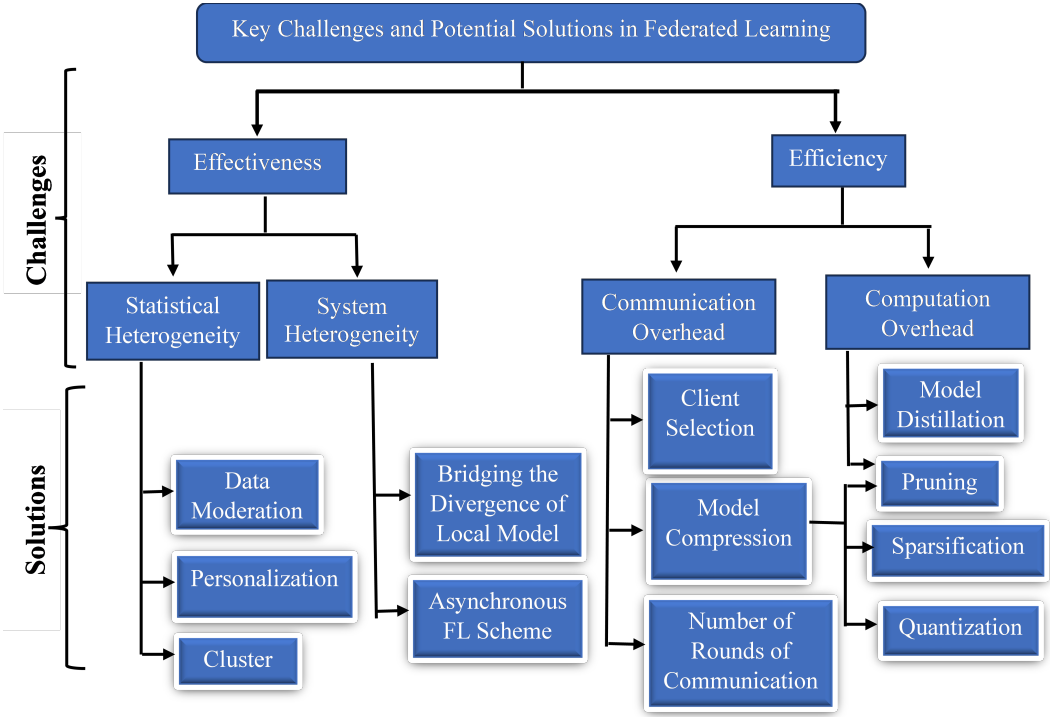 Key Challenges and Potential Solutions in Federated Learning
Challenges
Effectiveness
Efficiency
Statistical
Heterogeneity
System
Heterogeneity
Communication
Overhead
Computation
Overhead
Solutions
Data
Moderation
Personalization
Cluster
Bridging the
Divergence of
Local Model
Asynchronous
FL Scheme
Client
Selection
Model
Compression
Number of
Rounds of
Communication
Model
Distillation
Pruning
Sparsification
Quantization